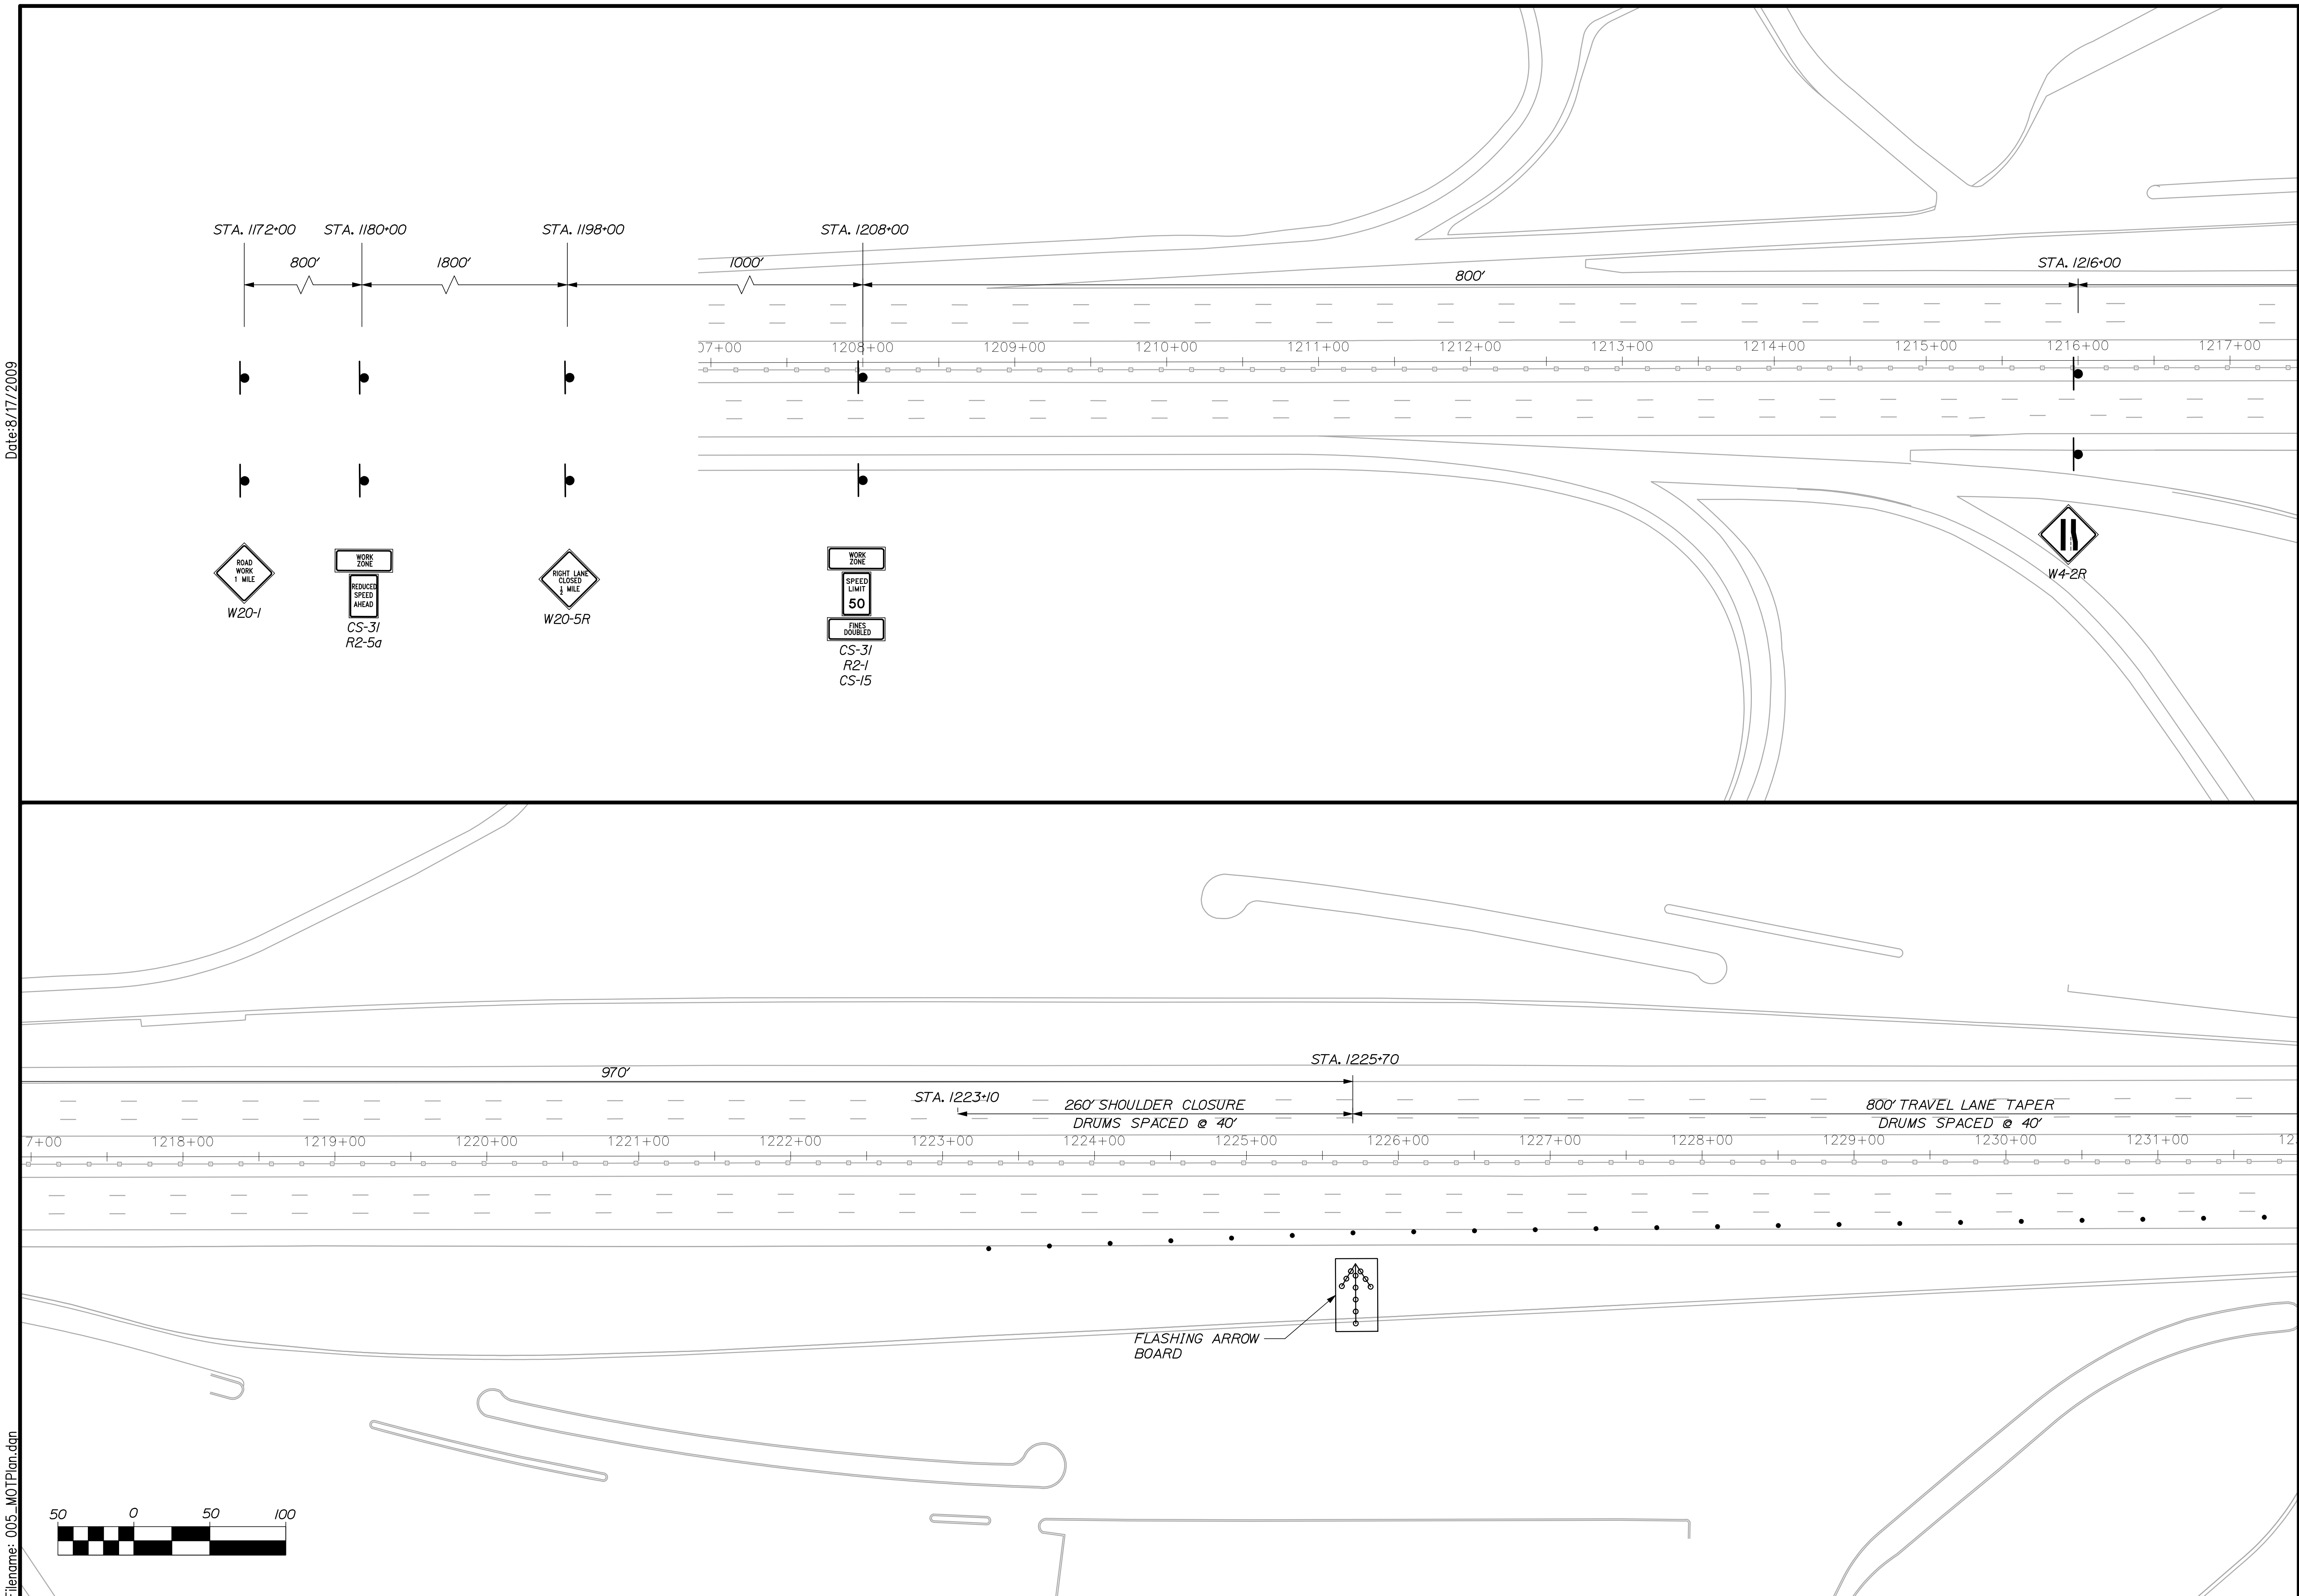 STA. 1172+00
STA. 1180+00
STA. 1198+00
STA. 1208+00
800'
1800'
1000'
800'
STA. 1216+00
07+00
1208+00
1209+00
1210+00
1211+00
1212+00
1213+00
1214+00
1215+00
1216+00
1217+00
ROAD
WORK
1 MILE
W20-1
WORK
ZONE
REDUCED
SPEED
AHEAD
CS-31
R2-5a
RIGHT LANE
CLOSED
½ MILE
W20-5R
WORK
ZONE
SPEED
LIMIT
50
FINES
DOUBLED
CS-31
R2-1
CS-15
W4-2R
Date:8/17/2009
970'
STA. 1225+70
STA. 1223+10
260' SHOULDER CLOSURE
DRUMS SPACED @ 40'
800' TRAVEL LANE TAPER
DRUMS SPACED @ 40'
7+00
1218+00
1219+00
1220+00
1221+00
1222+00
1223+00
1224+00
1225+00
1226+00
1227+00
1228+00
1229+00
1230+00
1231+00
12
FLASHING ARROW
BOARD
50
0
50
100
Filename: 005_MOTPlan.dgn